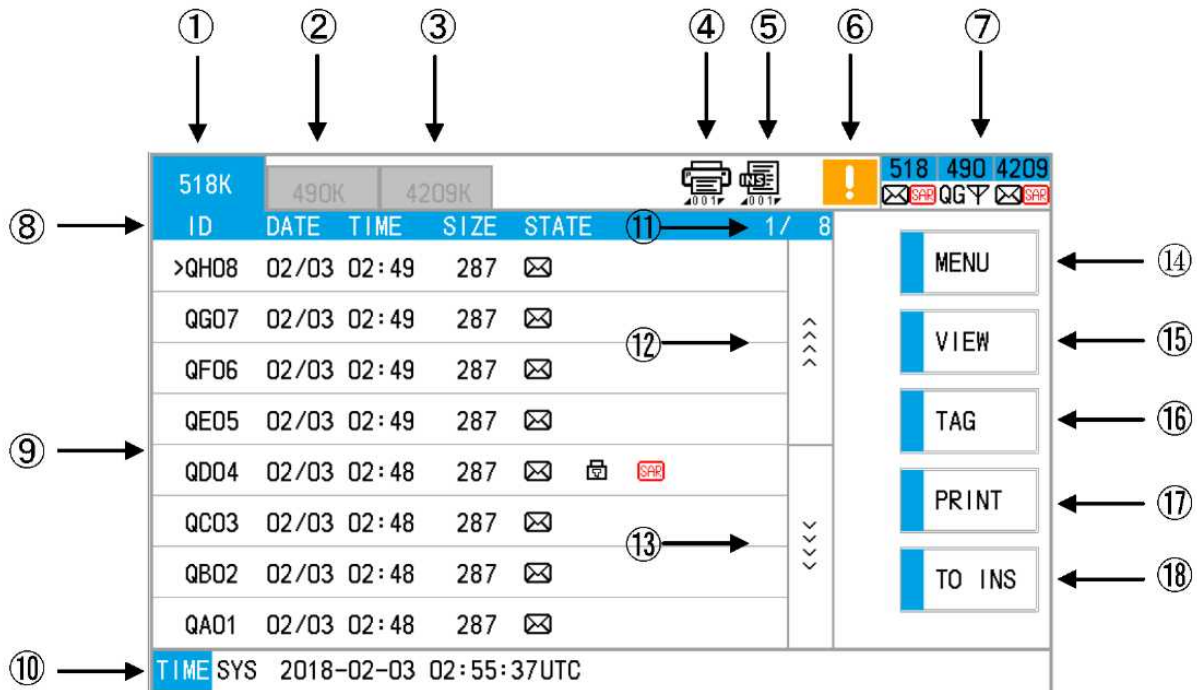 ① ② ③ ④ ⑤ ⑥ ⑦
518K 490K 4209K 001 INS 001 ! 518 490 4209
SAR QG SAR
⑧ ID DATE TIME SIZE STATE ⑪ 1/ 8
>QH08 02/03 02:49 287
MENU ⑭
QG07 02/03 02:49 287
⑫ VIEW ⑮
QF06 02/03 02:49 287
QE05 02/03 02:49 287
TAG ⑯
⑨ QD04 02/03 02:48 287 SAR
PRINT ⑰
QC03 02/03 02:48 287
⑬
QB02 02/03 02:48 287
TO INS ⑱
QA01 02/03 02:48 287
⑩ TIME SYS 2018-02-03 02:55:37UTC